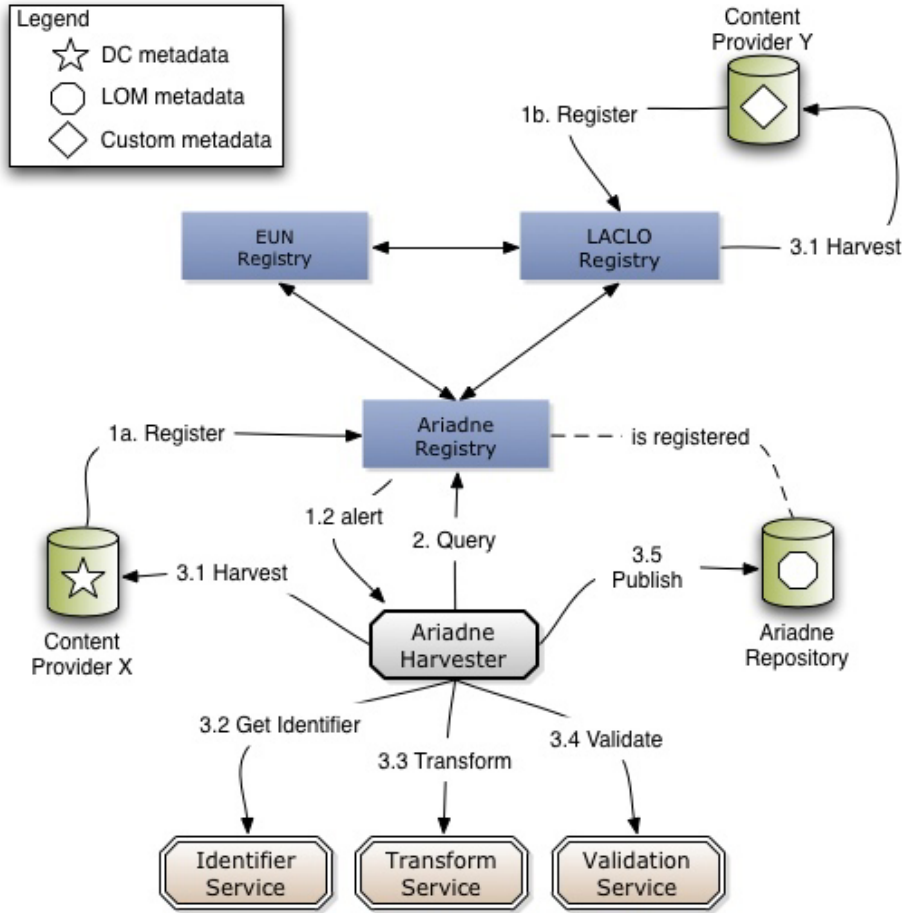 Legend
DC metadata
LOM metadata
Custom metadata
Content
Provider Y
1b. Register
EUN
Registry
LACLO
Registry
3.1 Harvest
1a. Register
Ariadne
Registry
is registered
1.2 alert
2. Query
3.1 Harvest
3.5
Publish
Content
Provider X
Ariadne
Harvester
Ariadne
Repository
3.2 Get Identifier
3.3 Transform
3.4 Validate
Identifier
Service
Transform
Service
Validation
Service